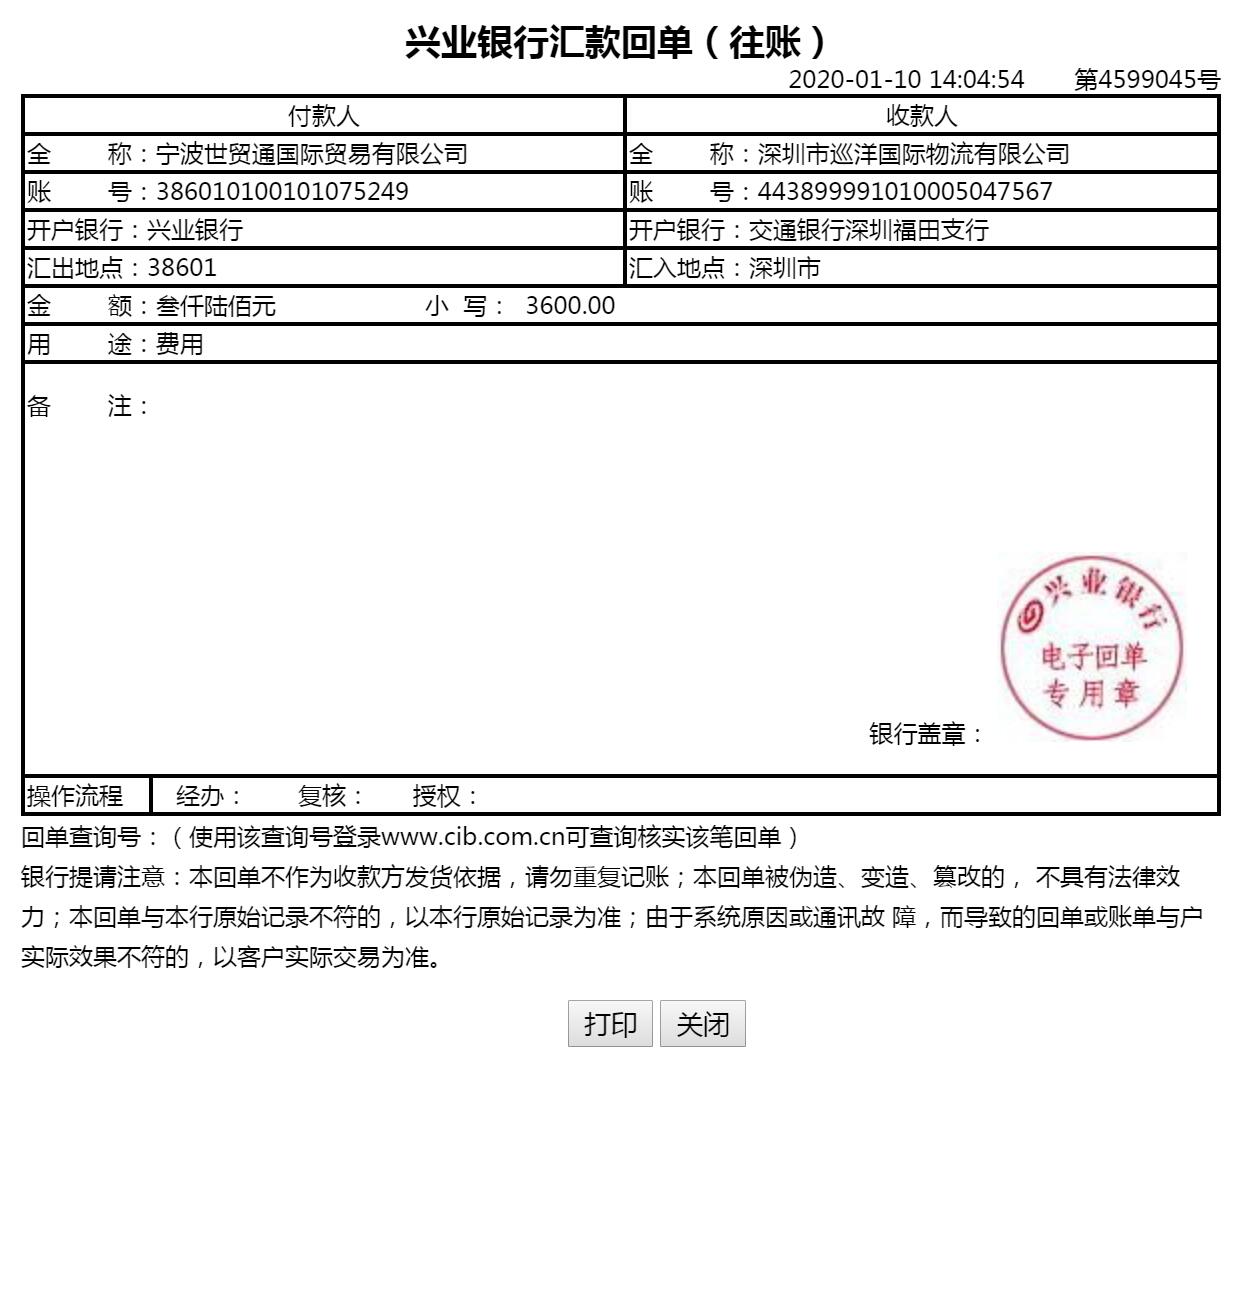 兴业银行汇款回单（往账）
2020-01-10 14:04:54 第4599045号
付款人 收款人
全 称：宁波世贸通国际贸易有限公司 全 称：深圳市巡洋国际物流有限公司
账 号：386010100101075249 账 号：443899991010005047567
开户银行：兴业银行 开户银行：交通银行深圳福田支行
汇出地点：38601 汇入地点：深圳市
金 额：叁仟陆佰元 小 写： 3600.00
用 途：费用
备 注：
兴业银行
电子回单
专用章
银行盖章：
操作流程 经办： 复核： 授权：
回单查询号：（使用该查询号登录www.cib.com.cn可查询核实该笔回单）
银行提请注意：本回单不作为收款方发货依据，请勿重复记账；本回单被伪造、变造、篡改的， 不具有法律效
力；本回单与本行原始记录不符的，以本行原始记录为准；由于系统原因或通讯故 障，而导致的回单或账单与户
实际效果不符的，以客户实际交易为准。
打印 关闭